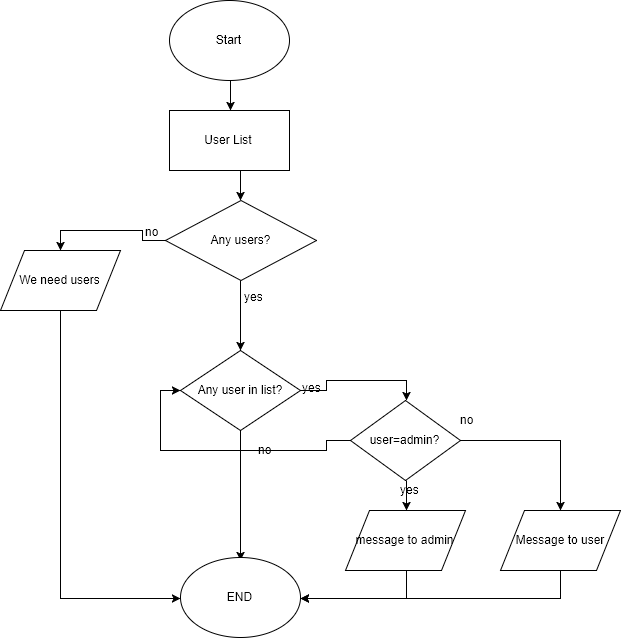 Start
User List
Any users?
no
We need users
yes
Any user in list?
yes
user=admin?
no
no
yes
message to admin
Message to user
END